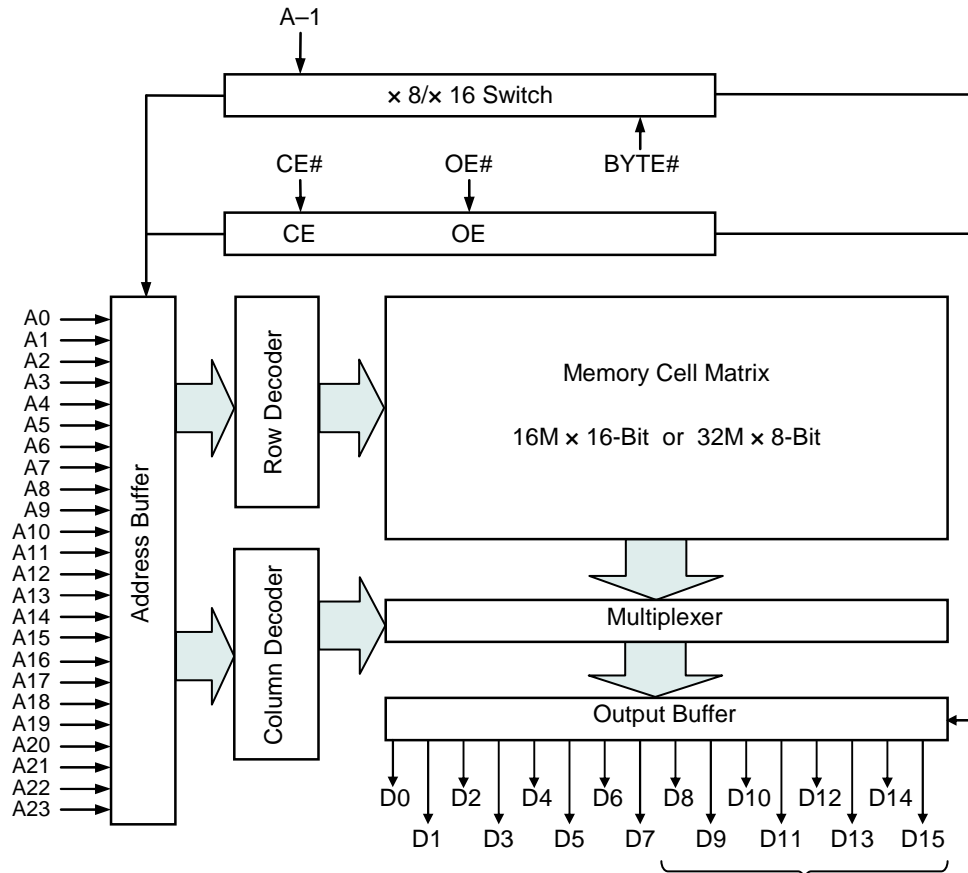 A–1
× 8/× 16 Switch
CE# OE# BYTE#
CE OE
A0
A1
A2
A3
A4
A5
A6
A7
A8
A9
A10
A11
A12
A13
A14
A15
A16
A17
A18
A19
A20
A21
A22
A23
Address Buffer
Row Decoder
Column Decoder
Memory Cell Matrix
16M × 16-Bit or 32M × 8-Bit
Multiplexer
Output Buffer
D0 D2 D4 D6 D8 D10 D12 D14
D1 D3 D5 D7 D9 D11 D13 D15